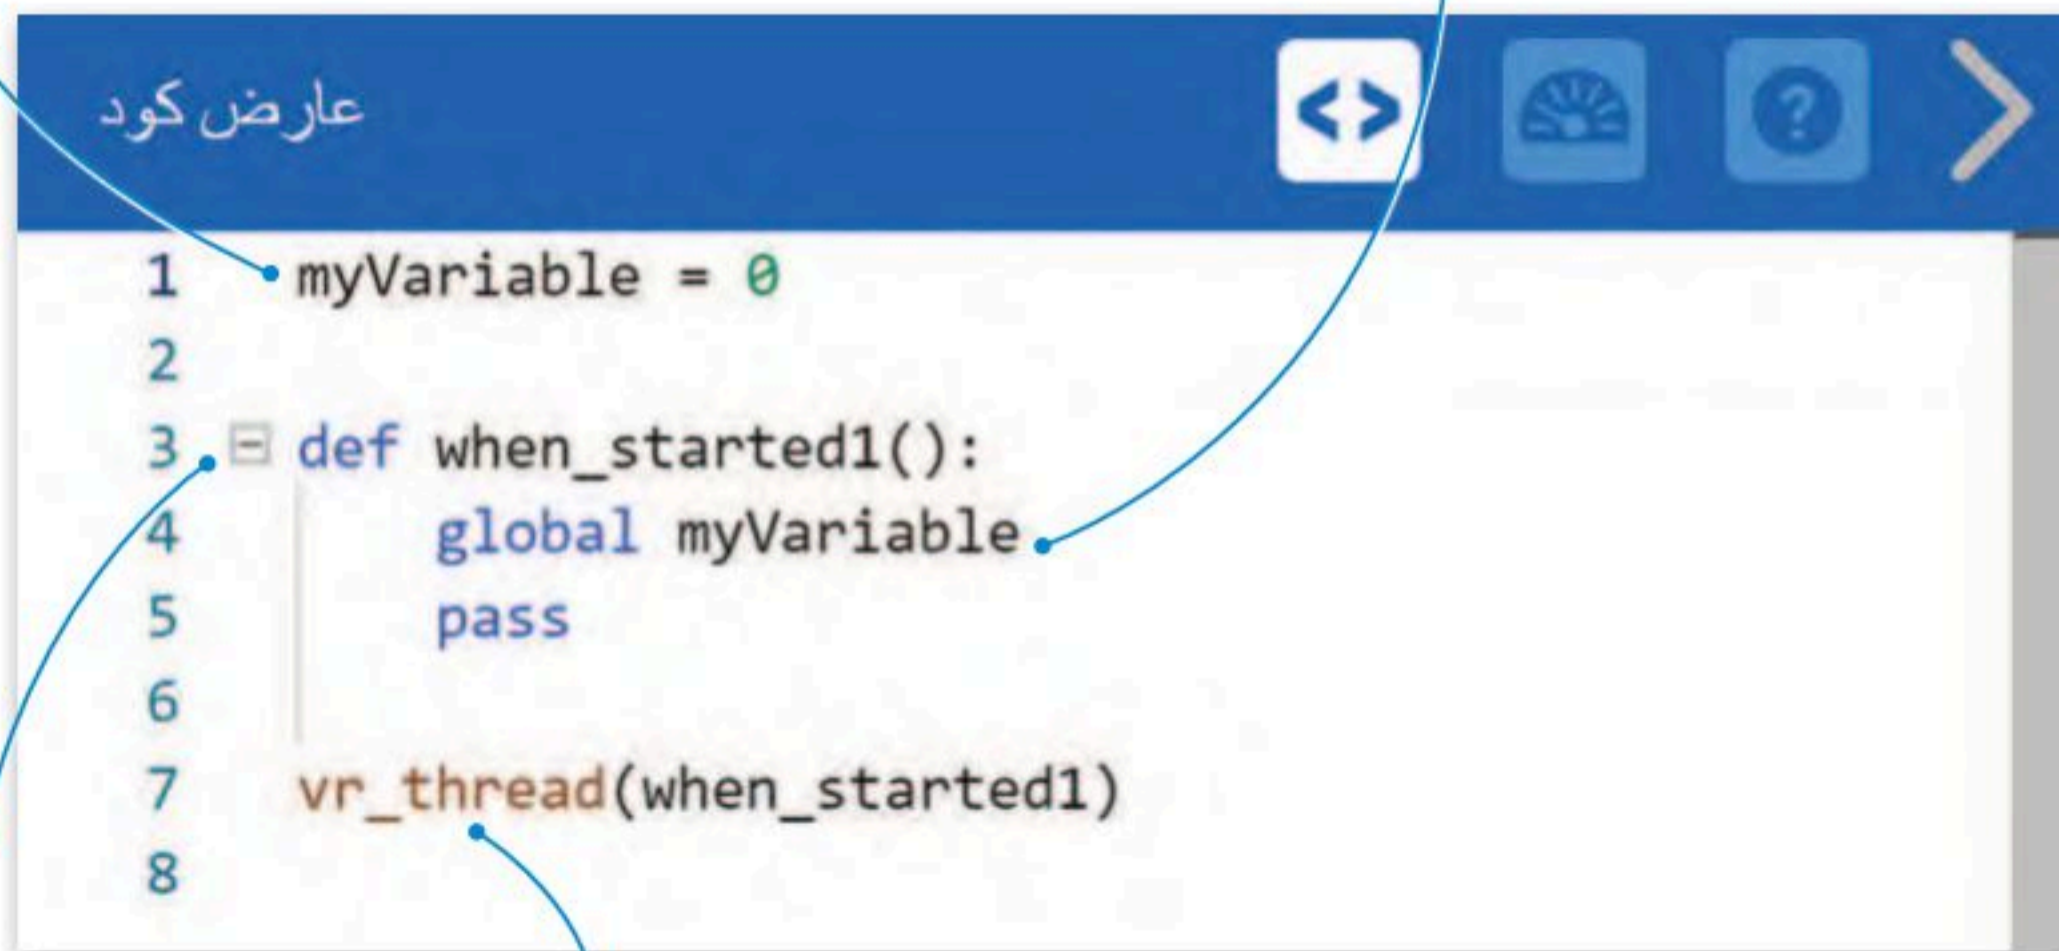 عارض كود
<> ?
1 myVariable = 0
2
3 def when_started1():
4 global myVariable
5 pass
6
7 vr_thread(when_started1)
8